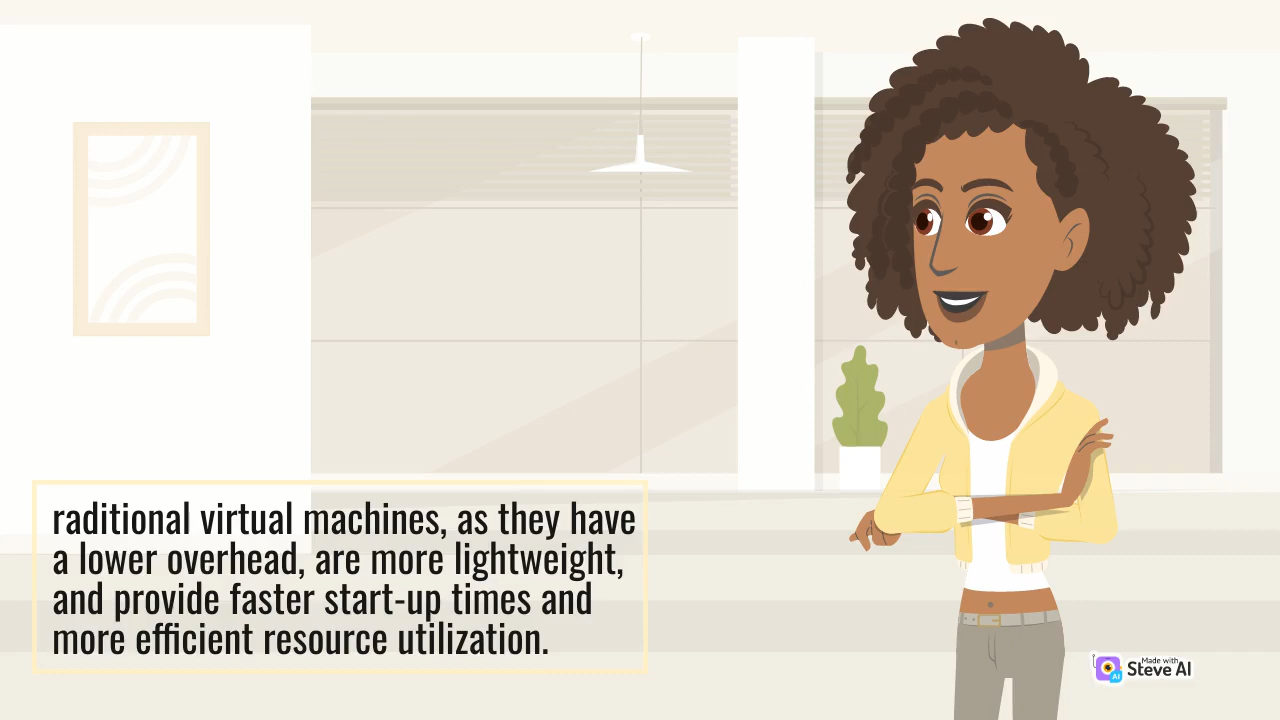 raditional virtual machines, as they have
a lower overhead, are more lightweight,
and provide faster start-up times and
more efficient resource utilization.
Made with
Steve AI
AI